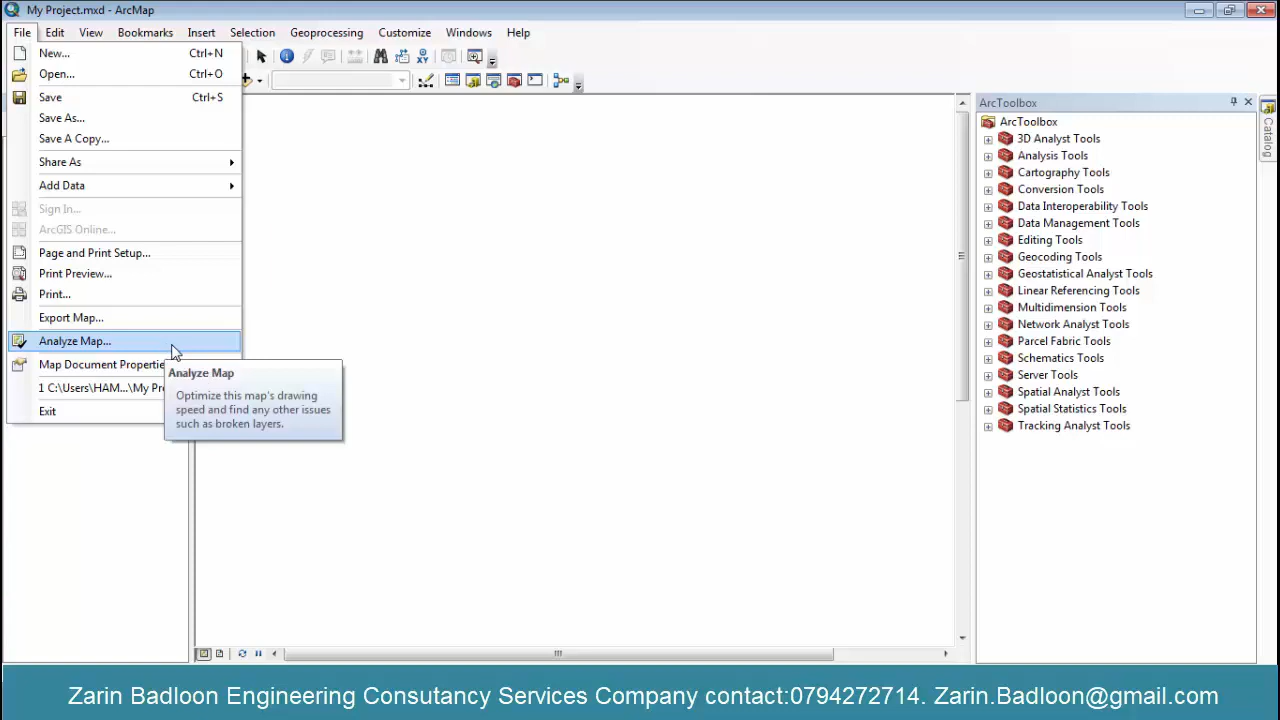 My Project.mxd - ArcMap
File Edit View Bookmarks Insert Selection Geoprocessing Customize Windows Help
New... Ctrl+N
Open... Ctrl+O
Save Ctrl+S
Save As...
Save A Copy...
Share As
Add Data
Sign In...
ArcGIS Online...
Page and Print Setup...
Print Preview...
Print...
Export Map...
Analyze Map...
Map Document Propertie
1 C:\Users\HAM...\My Pr
Exit
Analyze Map
Optimize this map's drawing
speed and find any other issues
such as broken layers.
ArcToolbox
ArcToolbox
3D Analyst Tools
Analysis Tools
Cartography Tools
Conversion Tools
Data Interoperability Tools
Data Management Tools
Editing Tools
Geocoding Tools
Geostatistical Analyst Tools
Linear Referencing Tools
Multidimension Tools
Network Analyst Tools
Parcel Fabric Tools
Schematics Tools
Server Tools
Spatial Analyst Tools
Spatial Statistics Tools
Tracking Analyst Tools
Catalog
Zarin Badloon Engineering Consutancy Services Company contact:0794272714. Zarin.Badloon@gmail.com